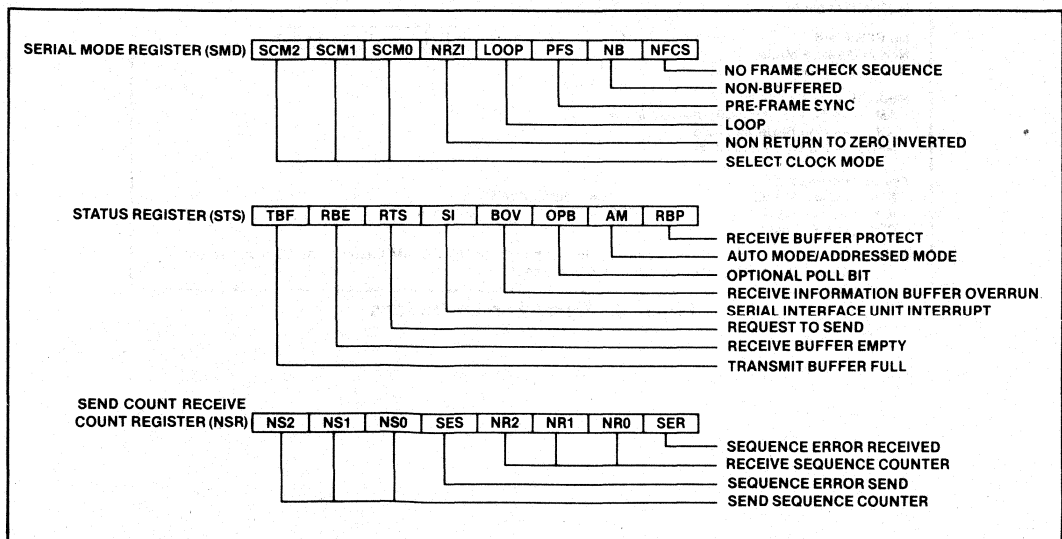 SERIAL MODE REGISTER (SMD) SCM2 SCM1 SCM0 NRZI LOOP PFS NB NFCS
NO FRAME CHECK SEQUENCE
NON-BUFFERED
PRE-FRAME SYNC
LOOP
NON RETURN TO ZERO INVERTED
SELECT CLOCK MODE
STATUS REGISTER (STS) TBF RBE RTS SI BOV OPB AM RBP
RECEIVE BUFFER PROTECT
AUTO MODE/ADDRESSED MODE
OPTIONAL POLL BIT
RECEIVE INFORMATION BUFFER OVERRUN
SERIAL INTERFACE UNIT INTERRUPT
REQUEST TO SEND
RECEIVE BUFFER EMPTY
TRANSMIT BUFFER FULL
SEND COUNT RECEIVE
COUNT REGISTER (NSR) NS2 NS1 NS0 SES NR2 NR1 NR0 SER
SEQUENCE ERROR RECEIVED
RECEIVE SEQUENCE COUNTER
SEQUENCE ERROR SEND
SEND SEQUENCE COUNTER